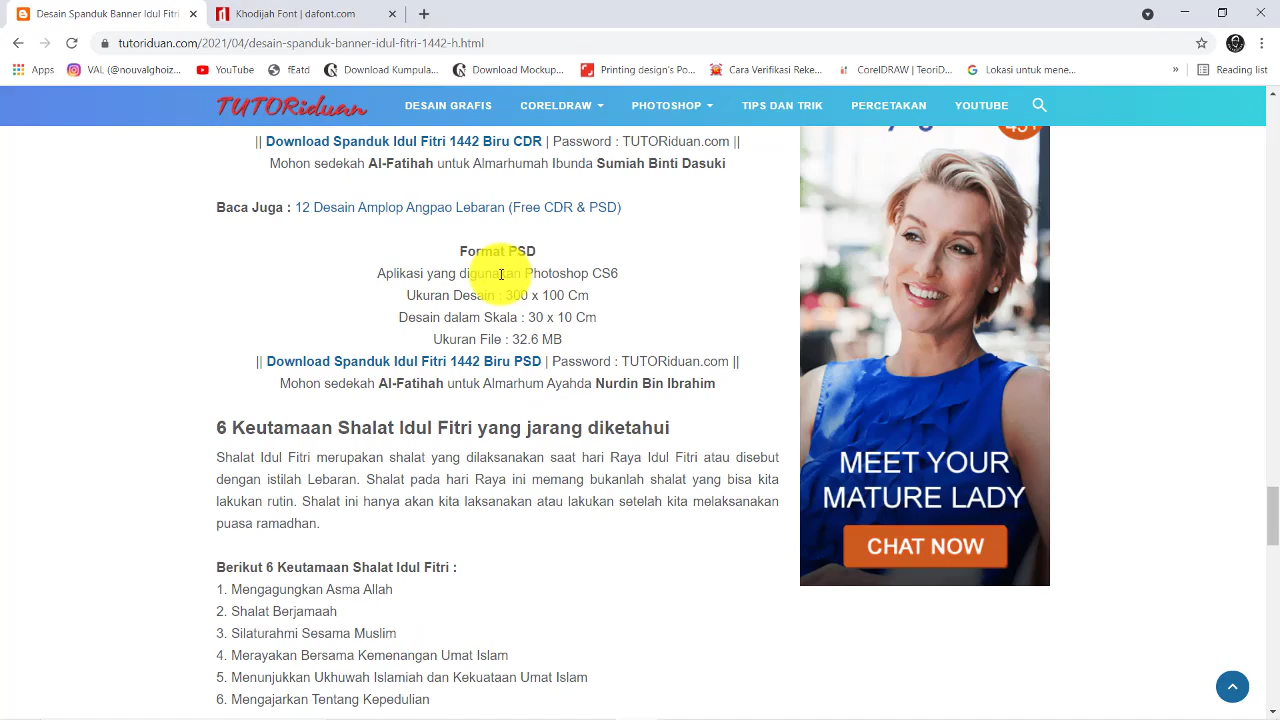 Desain Spanduk Banner Idul Fitri
Khodijah Font | dafont.com
tutoriduan.com/2021/04/desain-spanduk-banner-idul-fitri-1442-h.html
Apps
VAL (@nouvalghoiz...
YouTube
fEatd
Download Kumpula...
Download Mockup...
Printing design's Po...
Cara Verifikasi Reke...
CorelDRAW | TeoriD...
Lokasi untuk mene...
»
Reading list
TUTORiduan
DESAIN GRAFIS
CORELDRAW
PHOTOSHOP
TIPS DAN TRIK
PERCETAKAN
YOUTUBE
|| Download Spanduk Idul Fitri 1442 Biru CDR | Password : TUTORiduan.com ||
Mohon sedekah Al-Fatihah untuk Almarhumah Ibunda Sumiah Binti Dasuki
Baca Juga : 12 Desain Amplop Angpao Lebaran (Free CDR & PSD)
Format PSD
Aplikasi yang digunakan Photoshop CS6
Ukuran Desain : 300 x 100 Cm
Desain dalam Skala : 30 x 10 Cm
Ukuran File : 32.6 MB
|| Download Spanduk Idul Fitri 1442 Biru PSD | Password : TUTORiduan.com ||
Mohon sedekah Al-Fatihah untuk Almarhum Ayahda Nurdin Bin Ibrahim
6 Keutamaan Shalat Idul Fitri yang jarang diketahui
Shalat Idul Fitri merupakan shalat yang dilaksanakan saat hari Raya Idul Fitri atau disebut
dengan istilah Lebaran. Shalat pada hari Raya ini memang bukanlah shalat yang bisa kita
lakukan rutin. Shalat ini hanya akan kita laksanakan atau lakukan setelah kita melaksanakan
puasa ramadhan.
Berikut 6 Keutamaan Shalat Idul Fitri :
1. Mengagungkan Asma Allah
2. Shalat Berjamaah
3. Silaturahmi Sesama Muslim
4. Merayakan Bersama Kemenangan Umat Islam
5. Menunjukkan Ukhuwah Islamiah dan Kekuataan Umat Islam
6. Mengajarkan Tentang Kepedulian
MEET YOUR
MATURE LADY
CHAT NOW